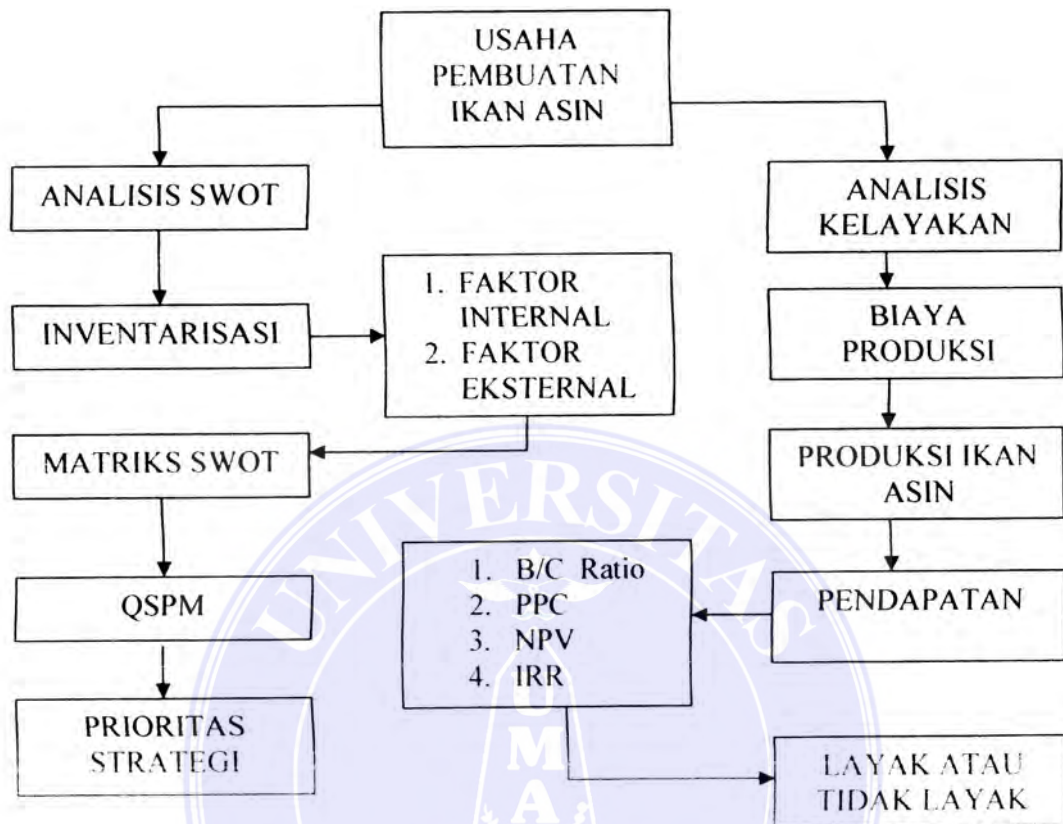 USAHA
PEMBUATAN
IKAN ASIN
ANALISIS SWOT
ANALISIS
KELAYAKAN
INVENTARISASI
1. FAKTOR
INTERNAL
2. FAKTOR
EKSTERNAL
BIAYA
PRODUKSI
MATRIKS SWOT
PRODUKSI IKAN
ASIN
QSPM
1. B/C Ratio
2. PPC
3. NPV
4. IRR
PENDAPATAN
PRIORITAS
STRATEGI
LAYAK ATAU
TIDAK LAYAK
UNIVERSITAS
UMA